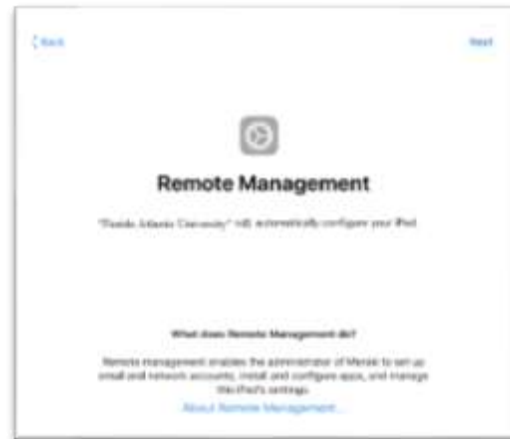 Back
Next
Remote Management
"Florida Atlantic University" will automatically configure your iPad.
What does Remote Management do?
Remote management enables the administrator of Meraki to set up
email and network accounts, install and configure apps, and manage
this iPad's settings.
About Remote Management...